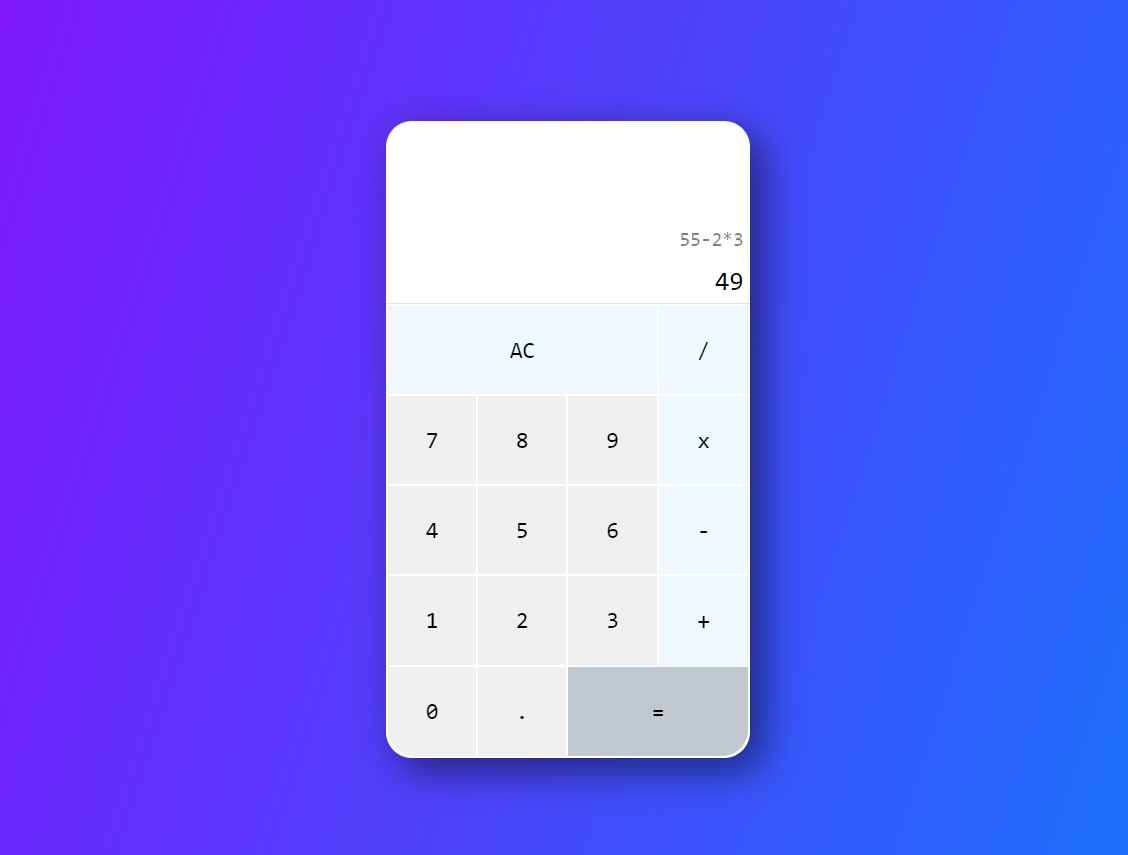 55-2*3
49
AC /
7 8 9 x
4 5 6 -
1 2 3 +
0 . =